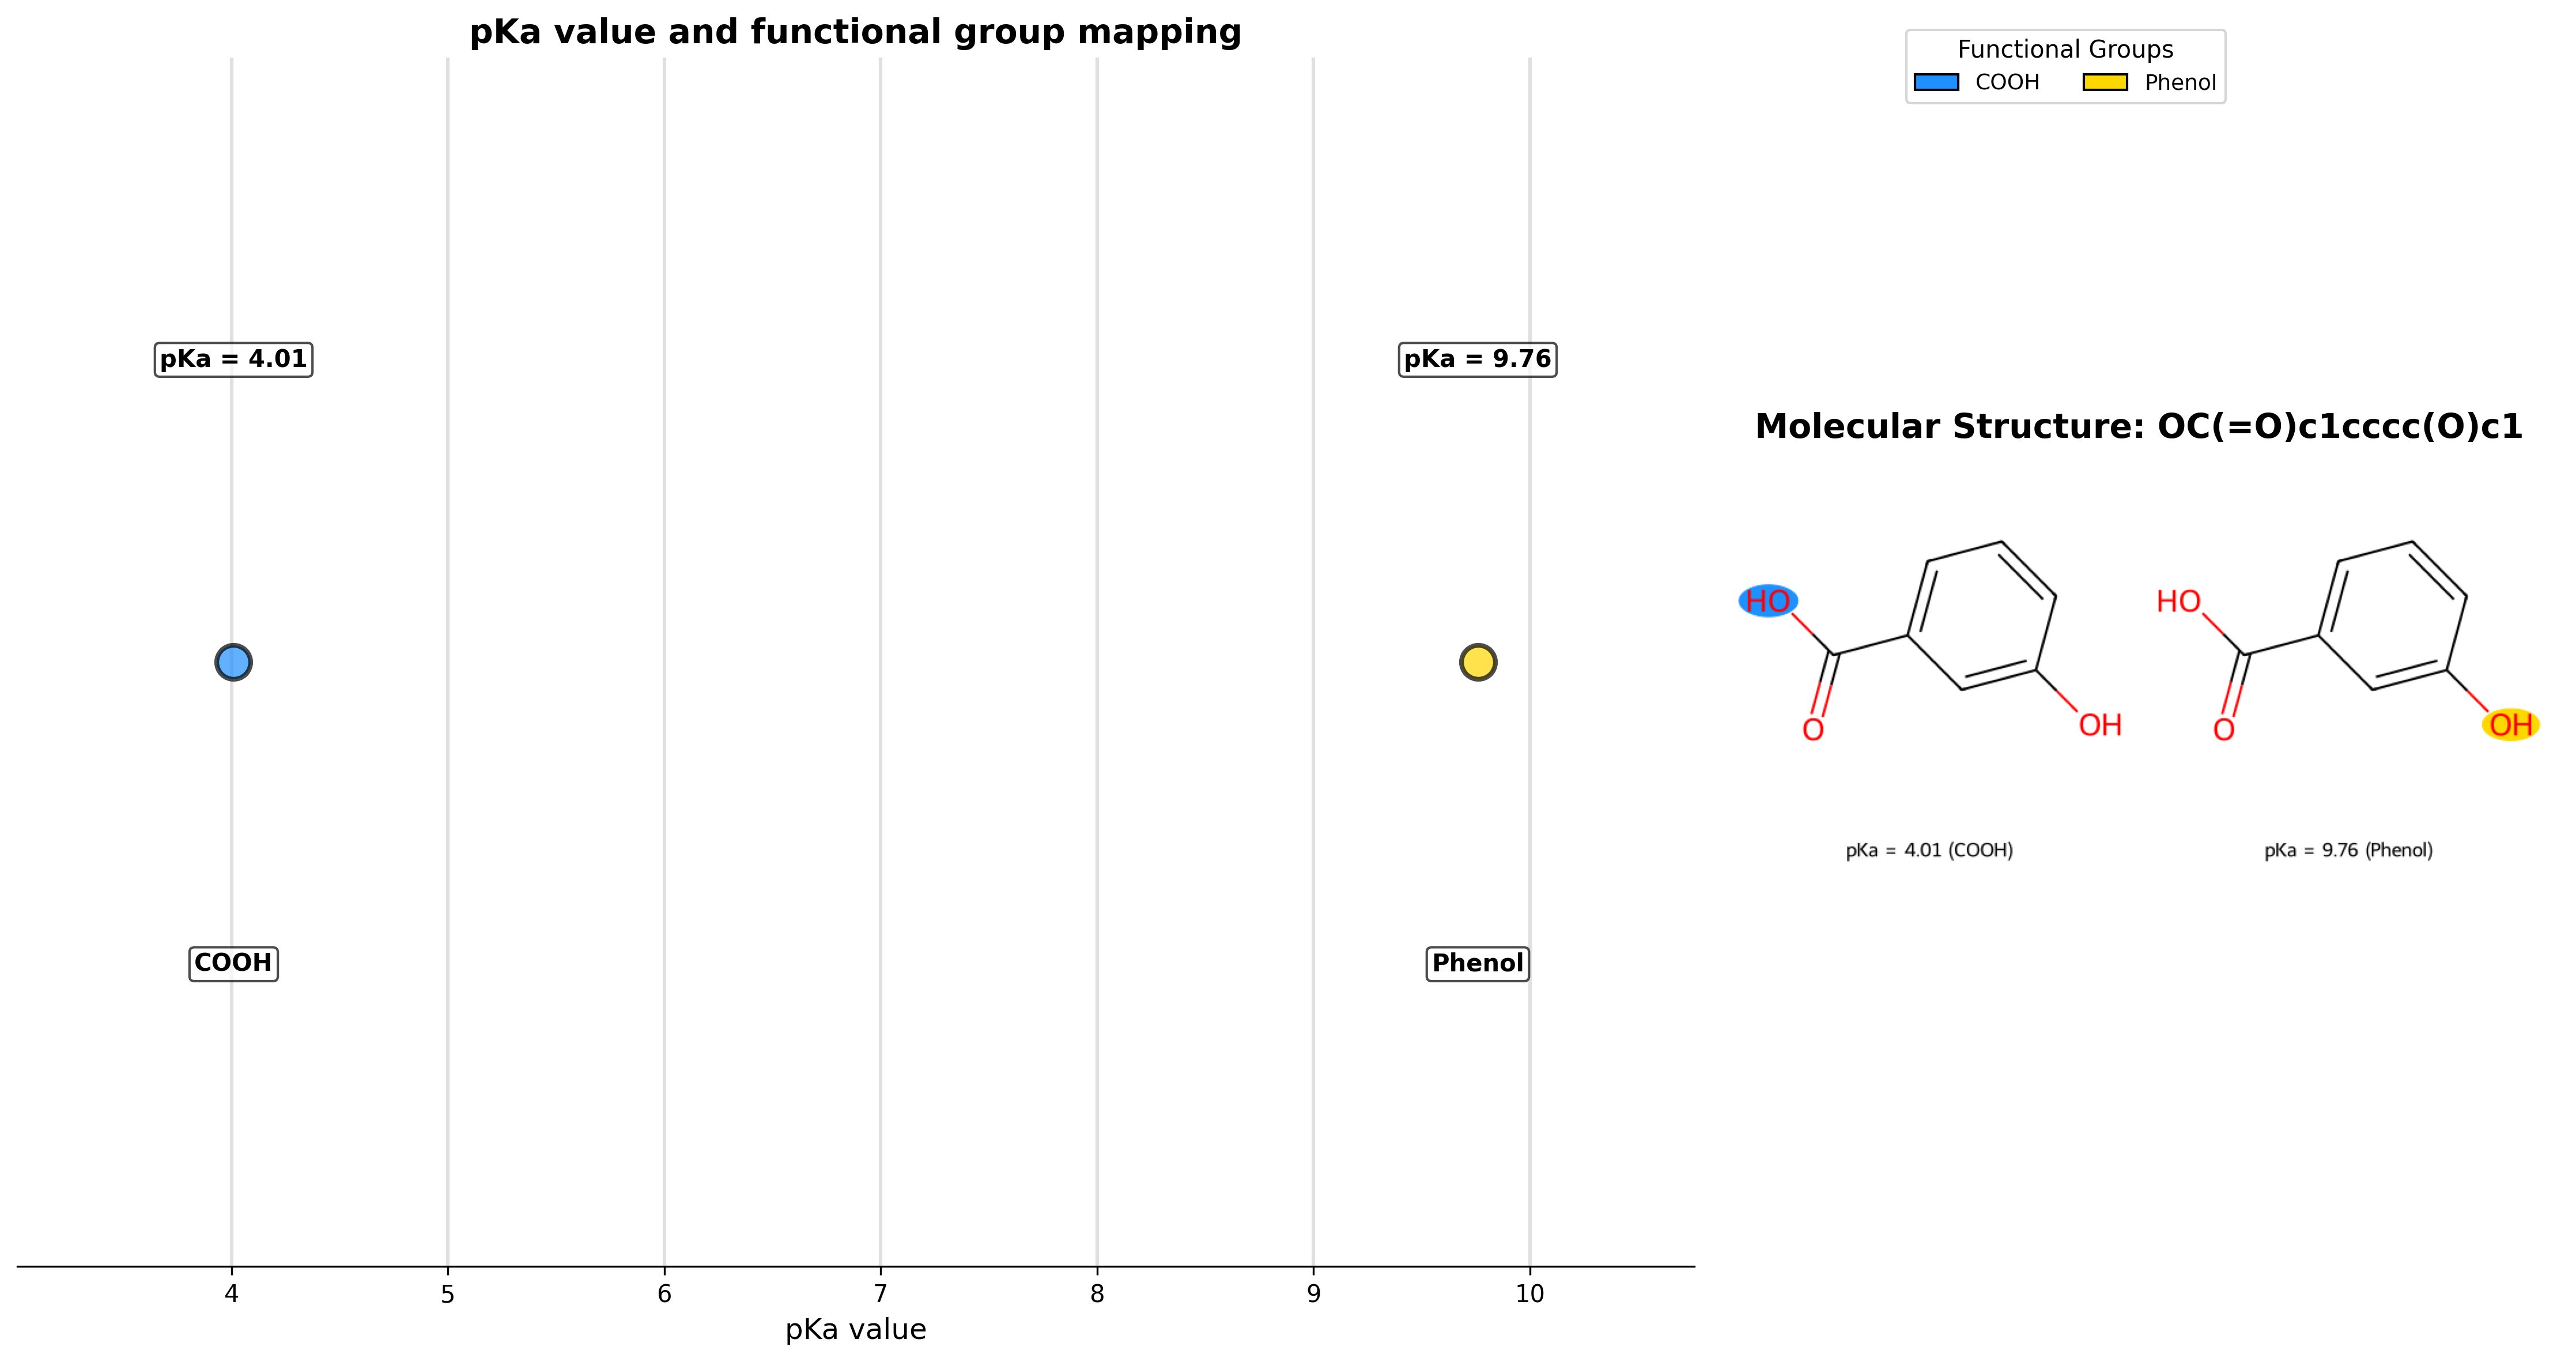 pKa value and functional group mapping
Functional Groups
COOH Phenol
pKa = 4.01 pKa = 9.76
Molecular Structure: OC(=O)c1cccc(O)c1
HO HO
O OH O OH
pKa = 4.01 (COOH) pKa = 9.76 (Phenol)
COOH Phenol
4 5 6 7 8 9 10
pKa value